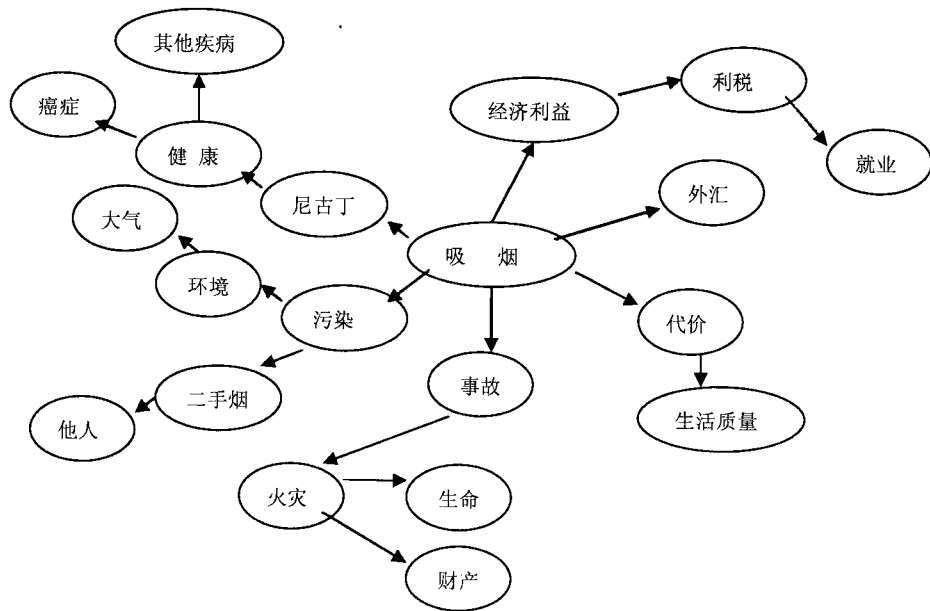 其他疾病
利税
癌症
经济利益
健 康
就业
尼古丁
外汇
大气
吸 烟
环境
污染
代价
二手烟
事故
他人
生活质量
火灾
生命
财产